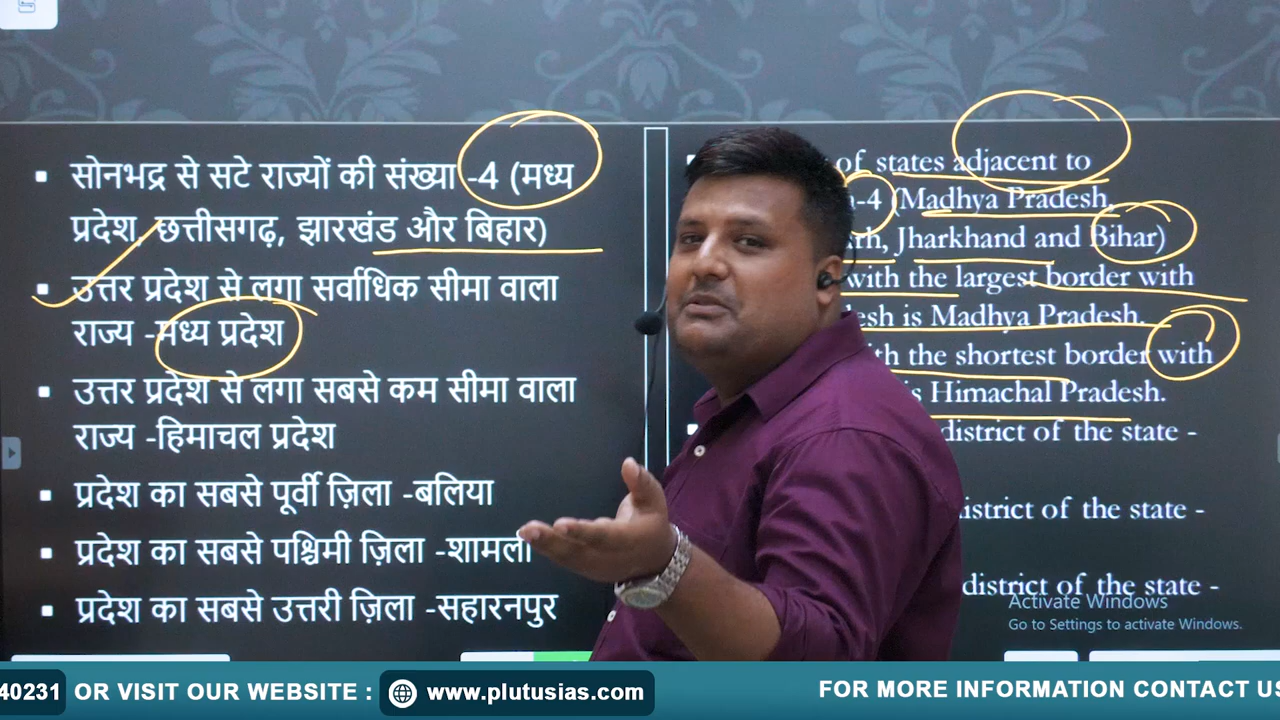 सोनभद्र से सटे राज्यों की संख्या -4 (मध्य
प्रदेश, छत्तीसगढ़, झारखंड और बिहार)
उत्तर प्रदेश से लगा सर्वाधिक सीमा वाला
राज्य -मध्य प्रदेश
उत्तर प्रदेश से लगा सबसे कम सीमा वाला
राज्य -हिमाचल प्रदेश
प्रदेश का सबसे पूर्वी ज़िला -बलिया
प्रदेश का सबसे पश्चिमी ज़िला -शामली
प्रदेश का सबसे उत्तरी ज़िला -सहारनपुर
of states adjacent to
-4 (Madhya Pradesh,
Jharkhand and Bihar)
with the largest border with
is Madhya Pradesh.
the shortest border with
Himachal Pradesh.
district of the state -
district of the state -
district of the state -
Activate Windows
Go to Settings to activate Windows.
40231 OR VISIT OUR WEBSITE : www.plutusias.com FOR MORE INFORMATION CONTACT US